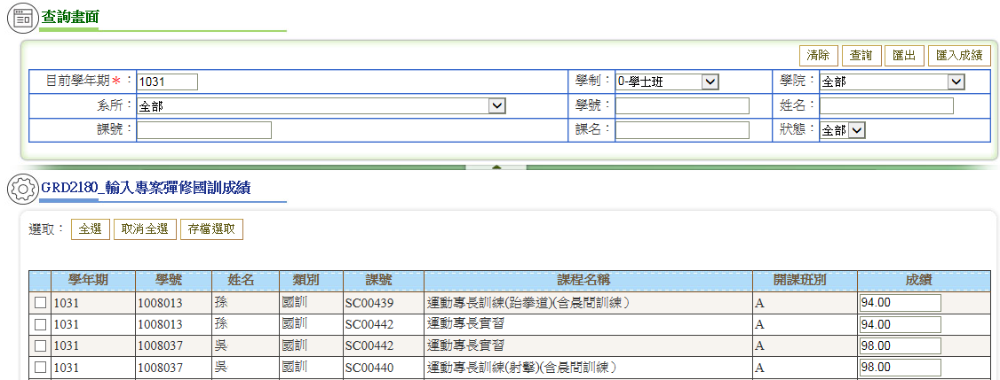 查詢畫面
清除 查詢 匯出 匯入成績
目前學年期*： 1031 學制： 0-學士班 學院： 全部
系所： 全部 學號： 姓名：
課號： 課名： 狀態： 全部
GRD2180_輸入專案彈修國訓成績
選取： 全選 取消全選 存檔選取
學年期 學號 姓名 類別 課號 課程名稱 開課班別 成績
1031 1008013 孫 國訓 SC00439 運動專長訓練(跆拳道)(含晨間訓練） A 94.00
1031 1008013 孫 國訓 SC00442 運動專長實習 A 94.00
1031 1008037 吳 國訓 SC00442 運動專長實習 A 98.00
1031 1008037 吳 國訓 SC00440 運動專長訓練(射擊)(含晨間訓練） A 98.00